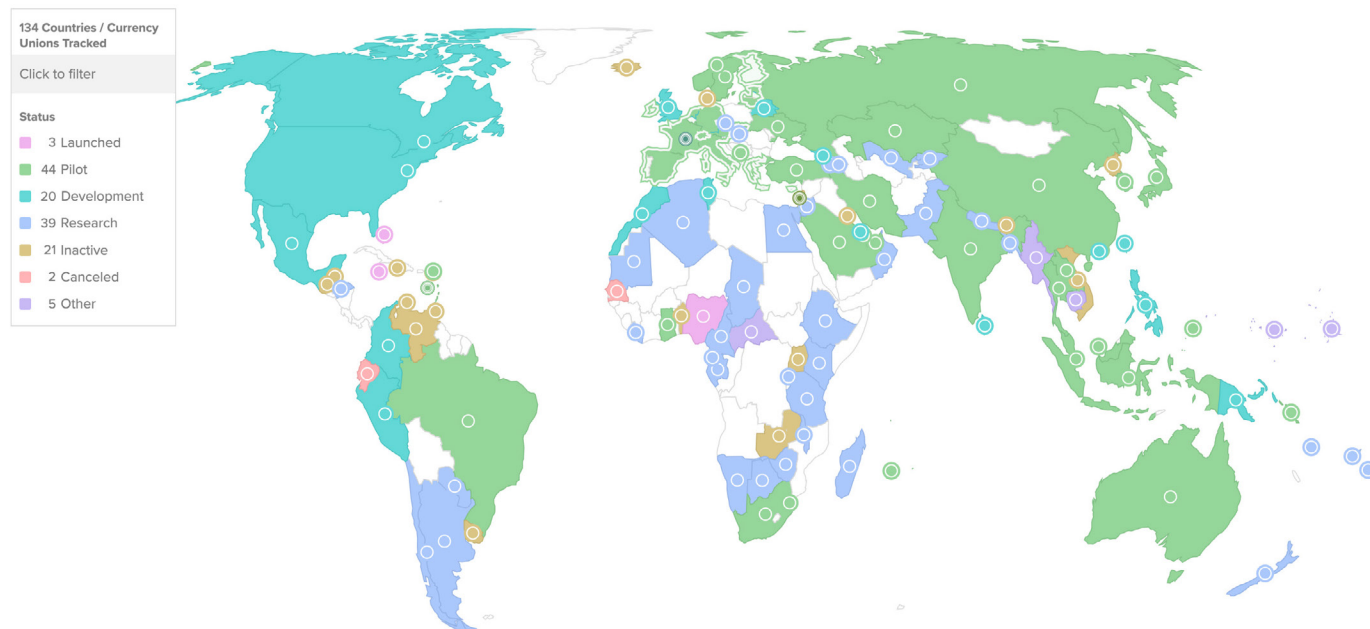 134 Countries / Currency
Unions Tracked
Click to filter
Status
3 Launched
44 Pilot
20 Development
39 Research
21 Inactive
2 Canceled
5 Other